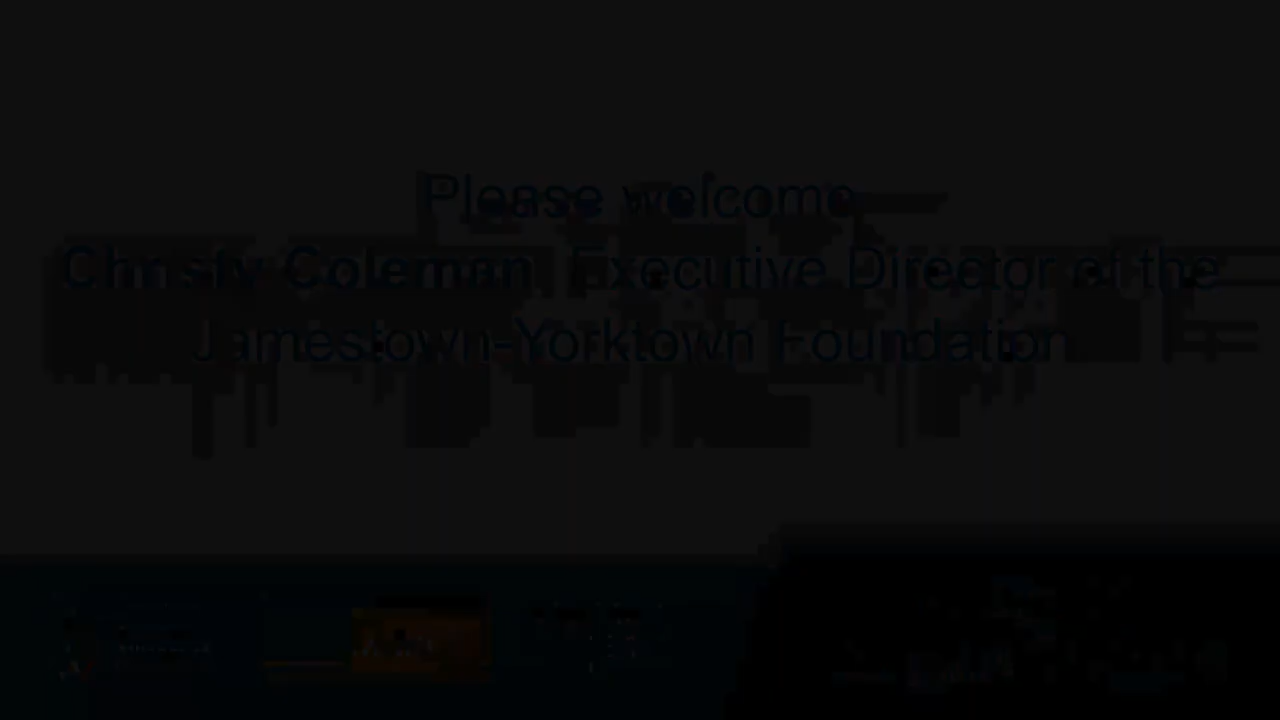 Please welcome
Christy Coleman, Executive Director of the
Jamestown-Yorktown Foundation